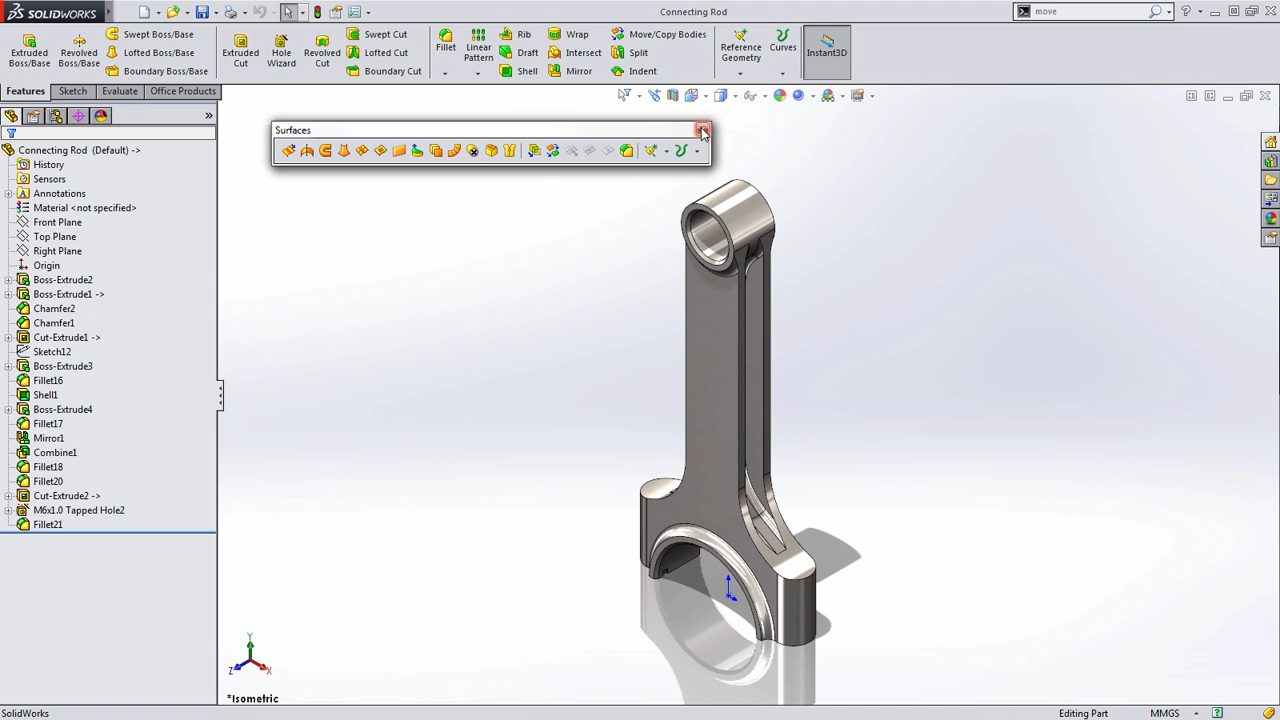 SOLIDWORKS
Connecting Rod
move
Extruded Boss/Base
Revolved Boss/Base
Swept Boss/Base
Lofted Boss/Base
Boundary Boss/Base
Extruded Cut
Hole Wizard
Revolved Cut
Swept Cut
Lofted Cut
Boundary Cut
Fillet
Linear Pattern
Rib
Draft
Shell
Wrap
Intersect
Mirror
Move/Copy Bodies
Split
Indent
Reference Geometry
Curves
Instant3D
Features
Sketch
Evaluate
Office Products
Surfaces
Connecting Rod (Default) ->
History
Sensors
Annotations
Material <not specified>
Front Plane
Top Plane
Right Plane
Origin
Boss-Extrude2
Boss-Extrude1 ->
Chamfer2
Chamfer1
Cut-Extrude1 ->
Sketch12
Boss-Extrude3
Fillet16
Shell1
Boss-Extrude4
Fillet17
Mirror1
Combine1
Fillet18
Fillet20
Cut-Extrude2 ->
M6x1.0 Tapped Hole2
Fillet21
Y
Z
X
*Isometric
SolidWorks
Editing Part
MMGS